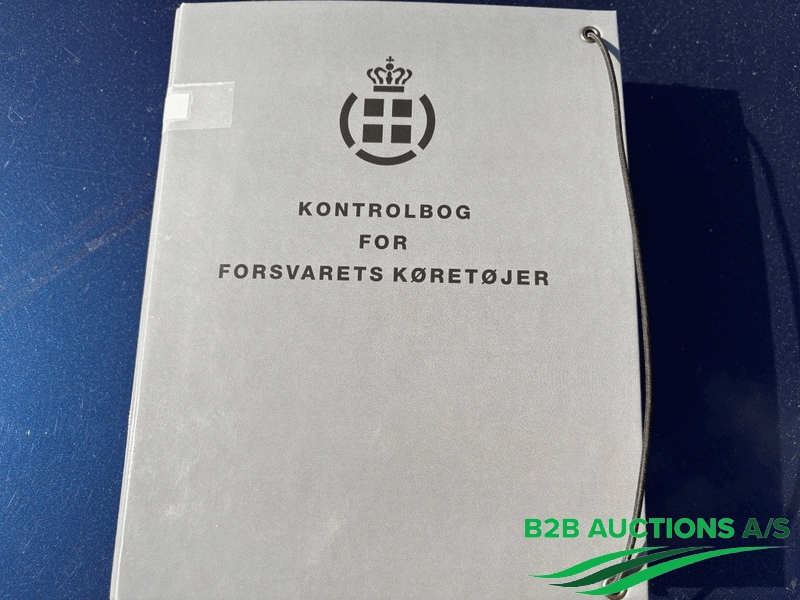 KONTROLBOG
FOR
FORSVARETS KØRETØJER
B2B AUCTIONS A/S